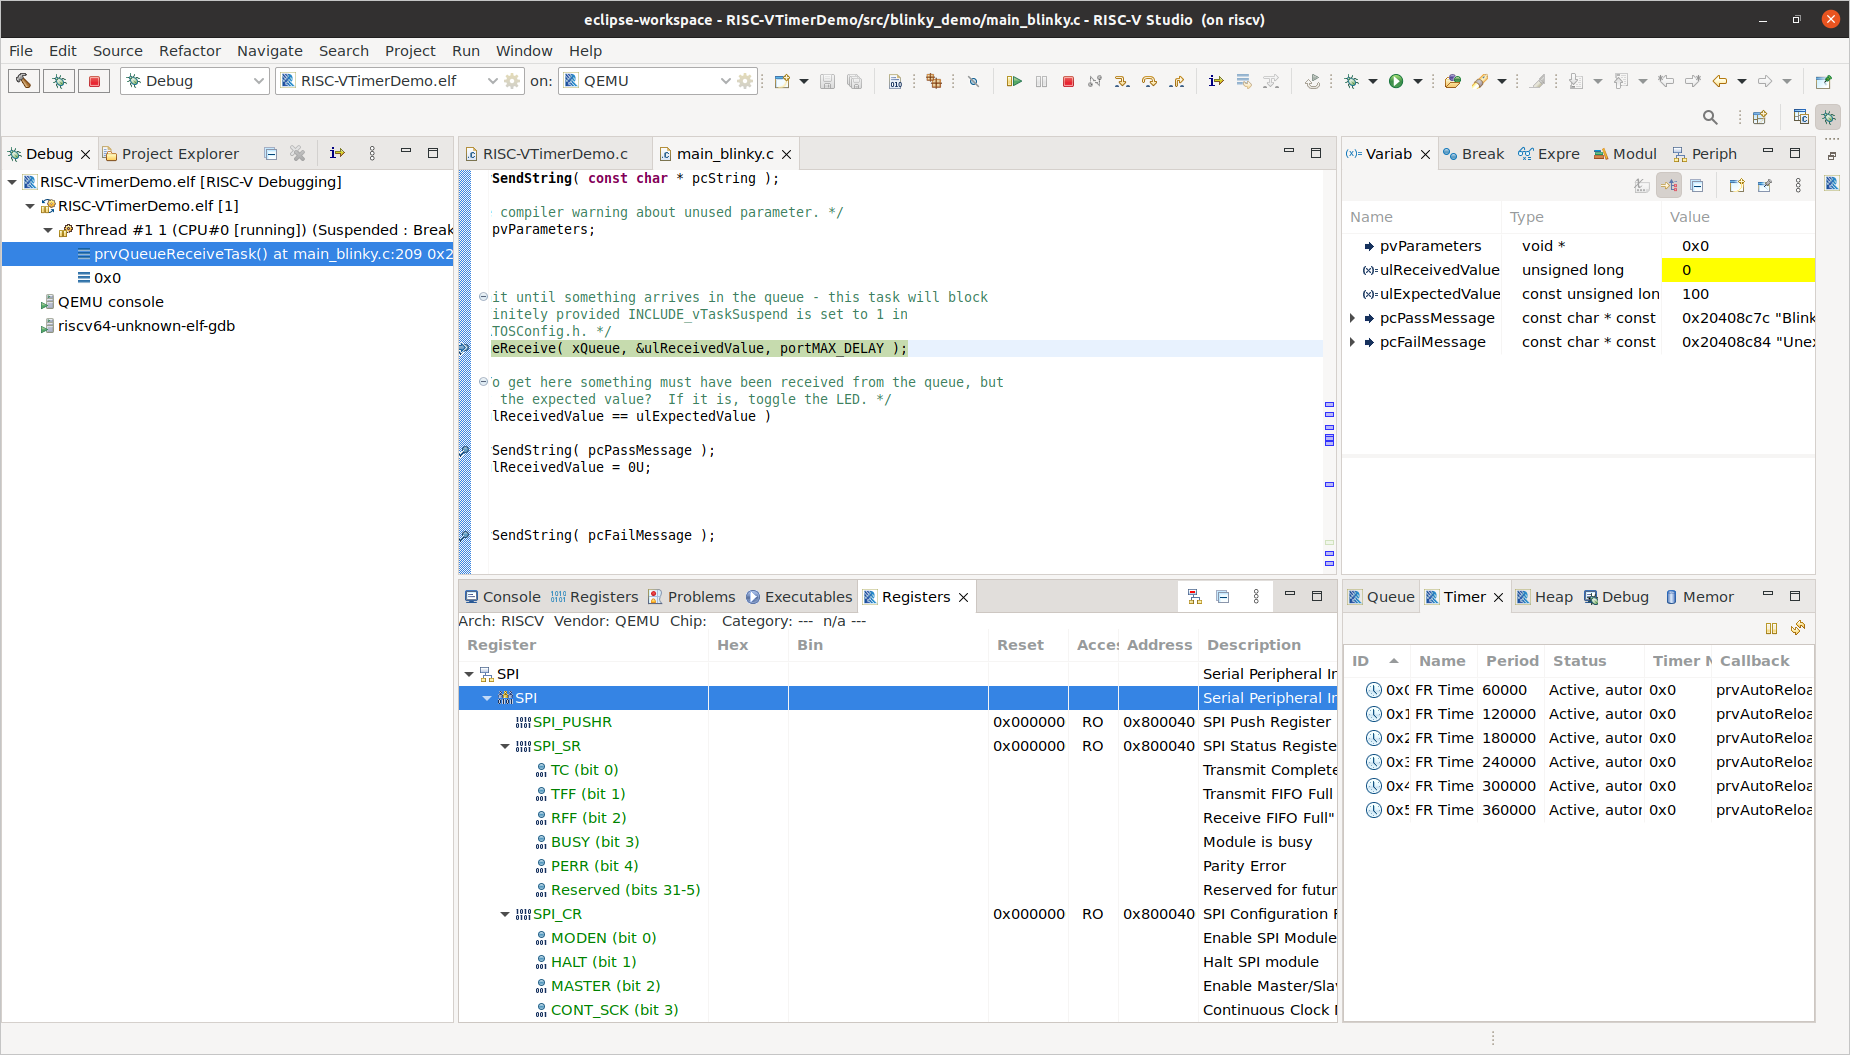 eclipse-workspace - RISC-VTimerDemo/src/blinky_demo/main_blinky.c - RISC-V Studio (on riscv)
File Edit Source Refactor Navigate Search Project Run Window Help
Debug RISC-VTimerDemo.elf on: QEMU
Debug Project Explorer
RISC-VTimerDemo.elf [RISC-V Debugging]
RISC-VTimerDemo.elf [1]
Thread #1 1 (CPU#0 [running]) (Suspended : Break
prvQueueReceiveTask() at main_blinky.c:209 0x2
0x0
QEMU console
riscv64-unknown-elf-gdb
RISC-VTimerDemo.c main_blinky.c
SendString( const char * pcString );
compiler warning about unused parameter. */
pvParameters;
it until something arrives in the queue - this task will block
initely provided INCLUDE_vTaskSuspend is set to 1 in
TOSConfig.h. */
eReceive( xQueue, &ulReceivedValue, portMAX_DELAY );
o get here something must have been received from the queue, but
the expected value?  If it is, toggle the LED. */
lReceivedValue == ulExpectedValue )
SendString( pcPassMessage );
lReceivedValue = 0U;
SendString( pcFailMessage );
(x)= Variab Break Expre Modul Periph
Name Type Value
pvParameters void * 0x0
(x)= ulReceivedValue unsigned long 0
(x)= ulExpectedValue const unsigned lon 100
pcPassMessage const char * const 0x20408c7c "Blink
pcFailMessage const char * const 0x20408c84 "Unex
Console Registers Problems Executables Registers
Arch: RISCV Vendor: QEMU Chip: Category: --- n/a ---
Register Hex Bin Reset Acces Address Description
SPI Serial Peripheral In
SPI Serial Peripheral In
SPI_PUSHR 0x000000 RO 0x800040 SPI Push Register
SPI_SR 0x000000 RO 0x800040 SPI Status Registe
TC (bit 0) Transmit Complete
TFF (bit 1) Transmit FIFO Full
RFF (bit 2) Receive FIFO Full"
BUSY (bit 3) Module is busy
PERR (bit 4) Parity Error
Reserved (bits 31-5) Reserved for futur
SPI_CR 0x000000 RO 0x800040 SPI Configuration R
MODEN (bit 0) Enable SPI Module
HALT (bit 1) Halt SPI module
MASTER (bit 2) Enable Master/Slav
CONT_SCK (bit 3) Continuous Clock
Queue Timer Heap Debug Memor
ID Name Period Status Timer N Callback
0x0 FR Time 60000 Active, autor 0x0 prvAutoReloa
0x1 FR Time 120000 Active, autor 0x0 prvAutoReloa
0x2 FR Time 180000 Active, autor 0x0 prvAutoReloa
0x3 FR Time 240000 Active, autor 0x0 prvAutoReloa
0x4 FR Time 300000 Active, autor 0x0 prvAutoReloa
0x5 FR Time 360000 Active, autor 0x0 prvAutoReloa